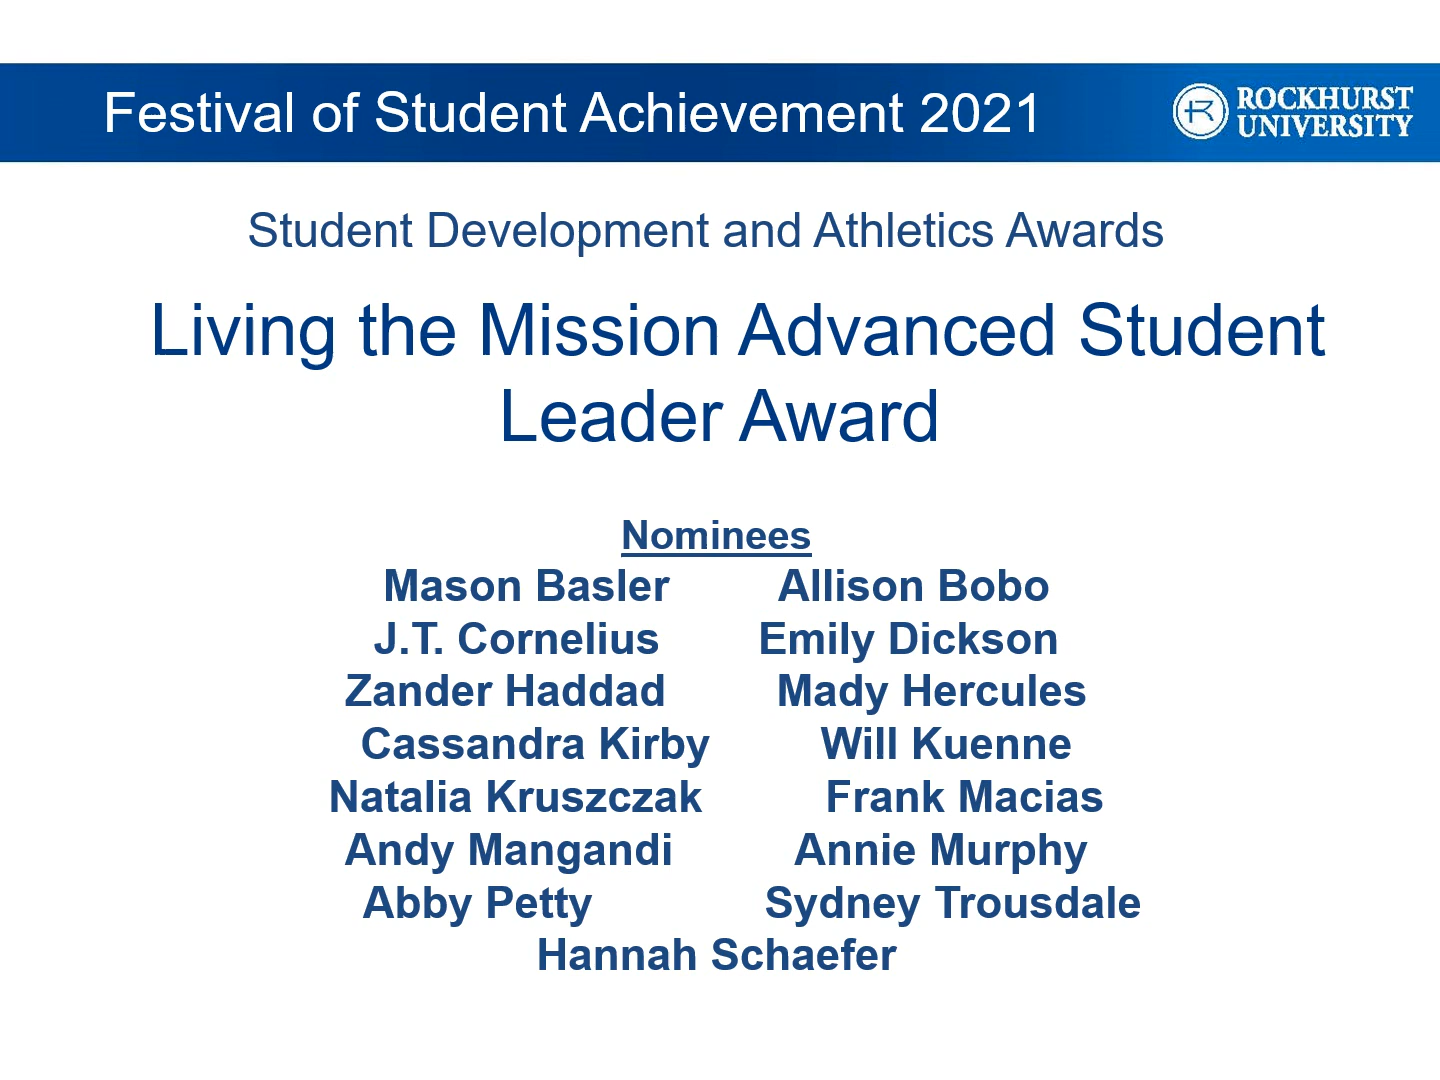 Festival of Student Achievement 2021
ROCKHURST
UNIVERSITY
Student Development and Athletics Awards
Living the Mission Advanced Student
Leader Award
Nominees
Mason Basler Allison Bobo
J.T. Cornelius Emily Dickson
Zander Haddad Mady Hercules
Cassandra Kirby Will Kuenne
Natalia Kruszczak Frank Macias
Andy Mangandi Annie Murphy
Abby Petty Sydney Trousdale
Hannah Schaefer